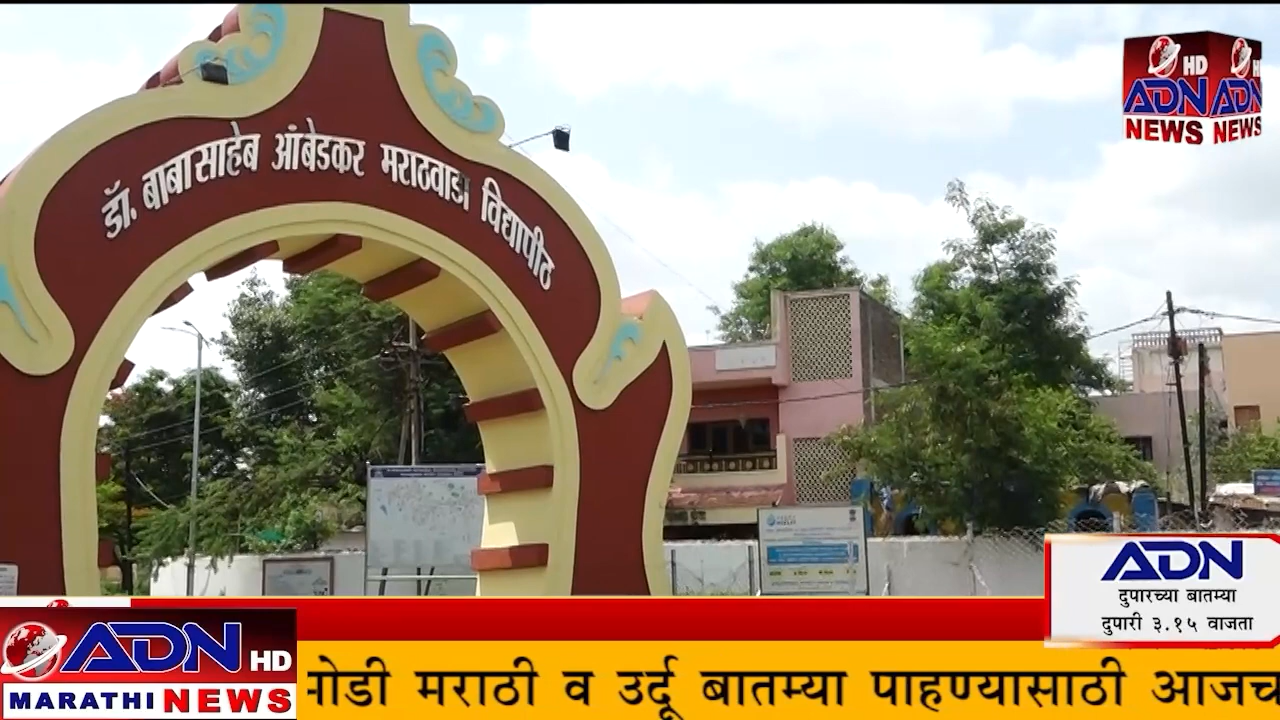 HD HD
ADN ADN
NEWS NEWS
डॉ. बाबासाहेब आंबेडकर मराठवाडा विद्यापीठ
ADN
दुपारच्या बातम्या
दुपारी ३.१५ वाजता
ADN HD
MARATHI NEWS
मोडी मराठी व उर्दू बातम्या पाहण्यासाठी आजच